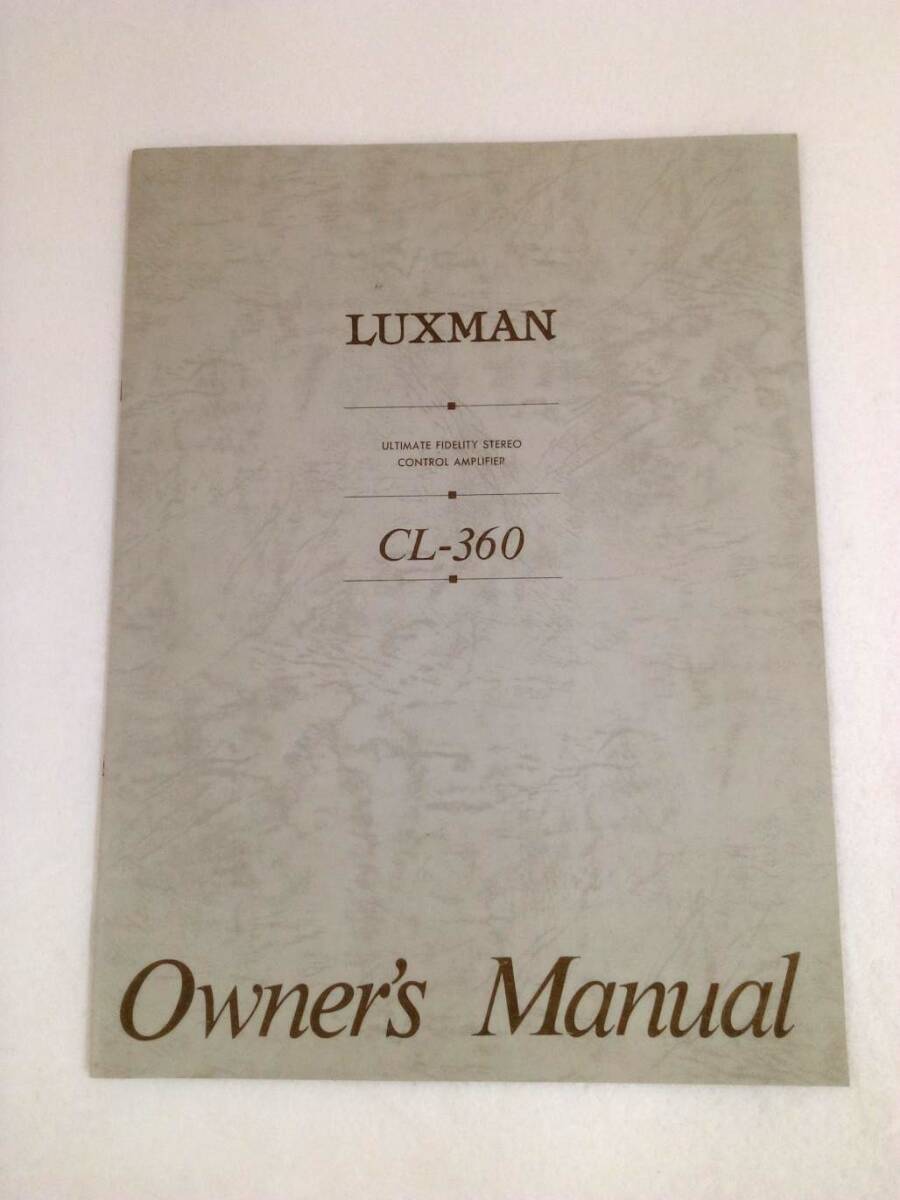 LUXMAN
ULTIMATE FIDELITY STEREO
CONTROL AMPLIFIER
CL-360
Owner's Manual